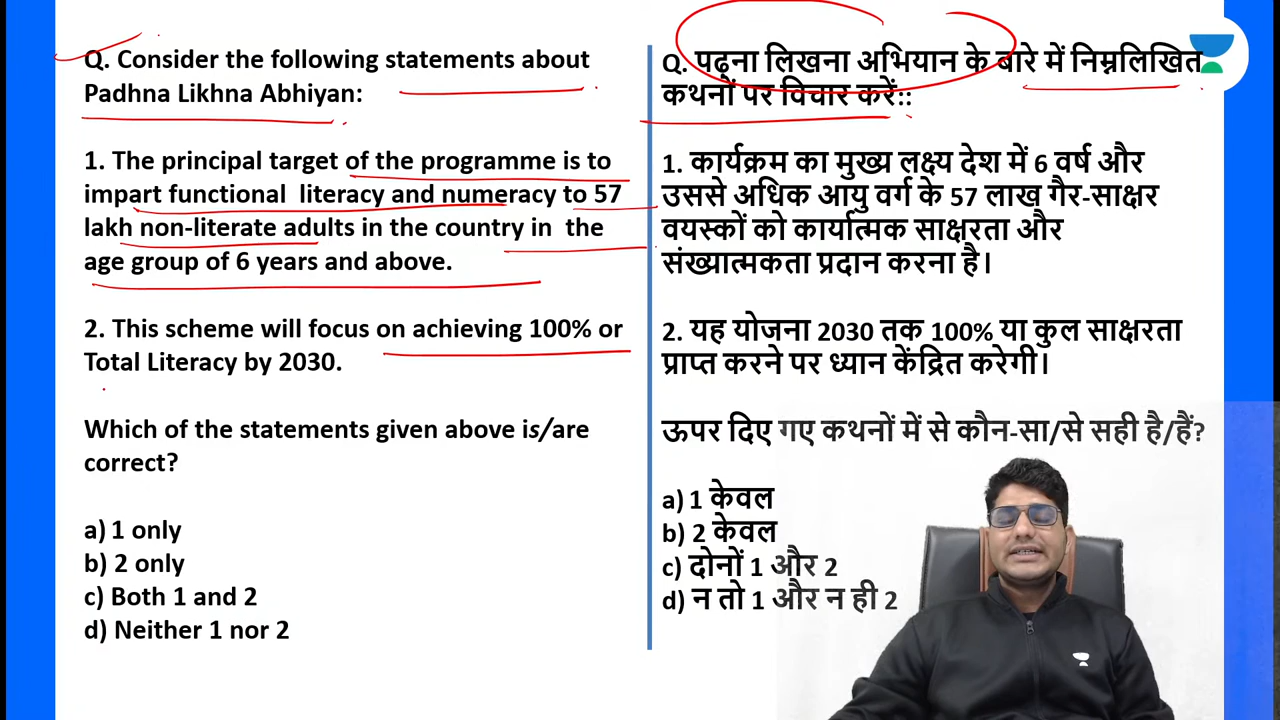 Q. Consider the following statements about
Padhna Likhna Abhiyan:
1. The principal target of the programme is to
impart functional literacy and numeracy to 57
lakh non-literate adults in the country in the
age group of 6 years and above.
2. This scheme will focus on achieving 100% or
Total Literacy by 2030.
Which of the statements given above is/are
correct?
a) 1 only
b) 2 only
c) Both 1 and 2
d) Neither 1 nor 2
Q. पढ़ना लिखना अभियान के बारे में निम्नलिखित
कथनों पर विचार करें::
1. कार्यक्रम का मुख्य लक्ष्य देश में 6 वर्ष और
उससे अधिक आयु वर्ग के 57 लाख गैर-साक्षर
वयस्कों को कार्यात्मक साक्षरता और
संख्यात्मकता प्रदान करना है।
2. यह योजना 2030 तक 100% या कुल साक्षरता
प्राप्त करने पर ध्यान केंद्रित करेगी।
ऊपर दिए गए कथनों में से कौन-सा/से सही है/हैं?
a) 1 केवल
b) 2 केवल
c) दोनों 1 और 2
d) न तो 1 और न ही 2